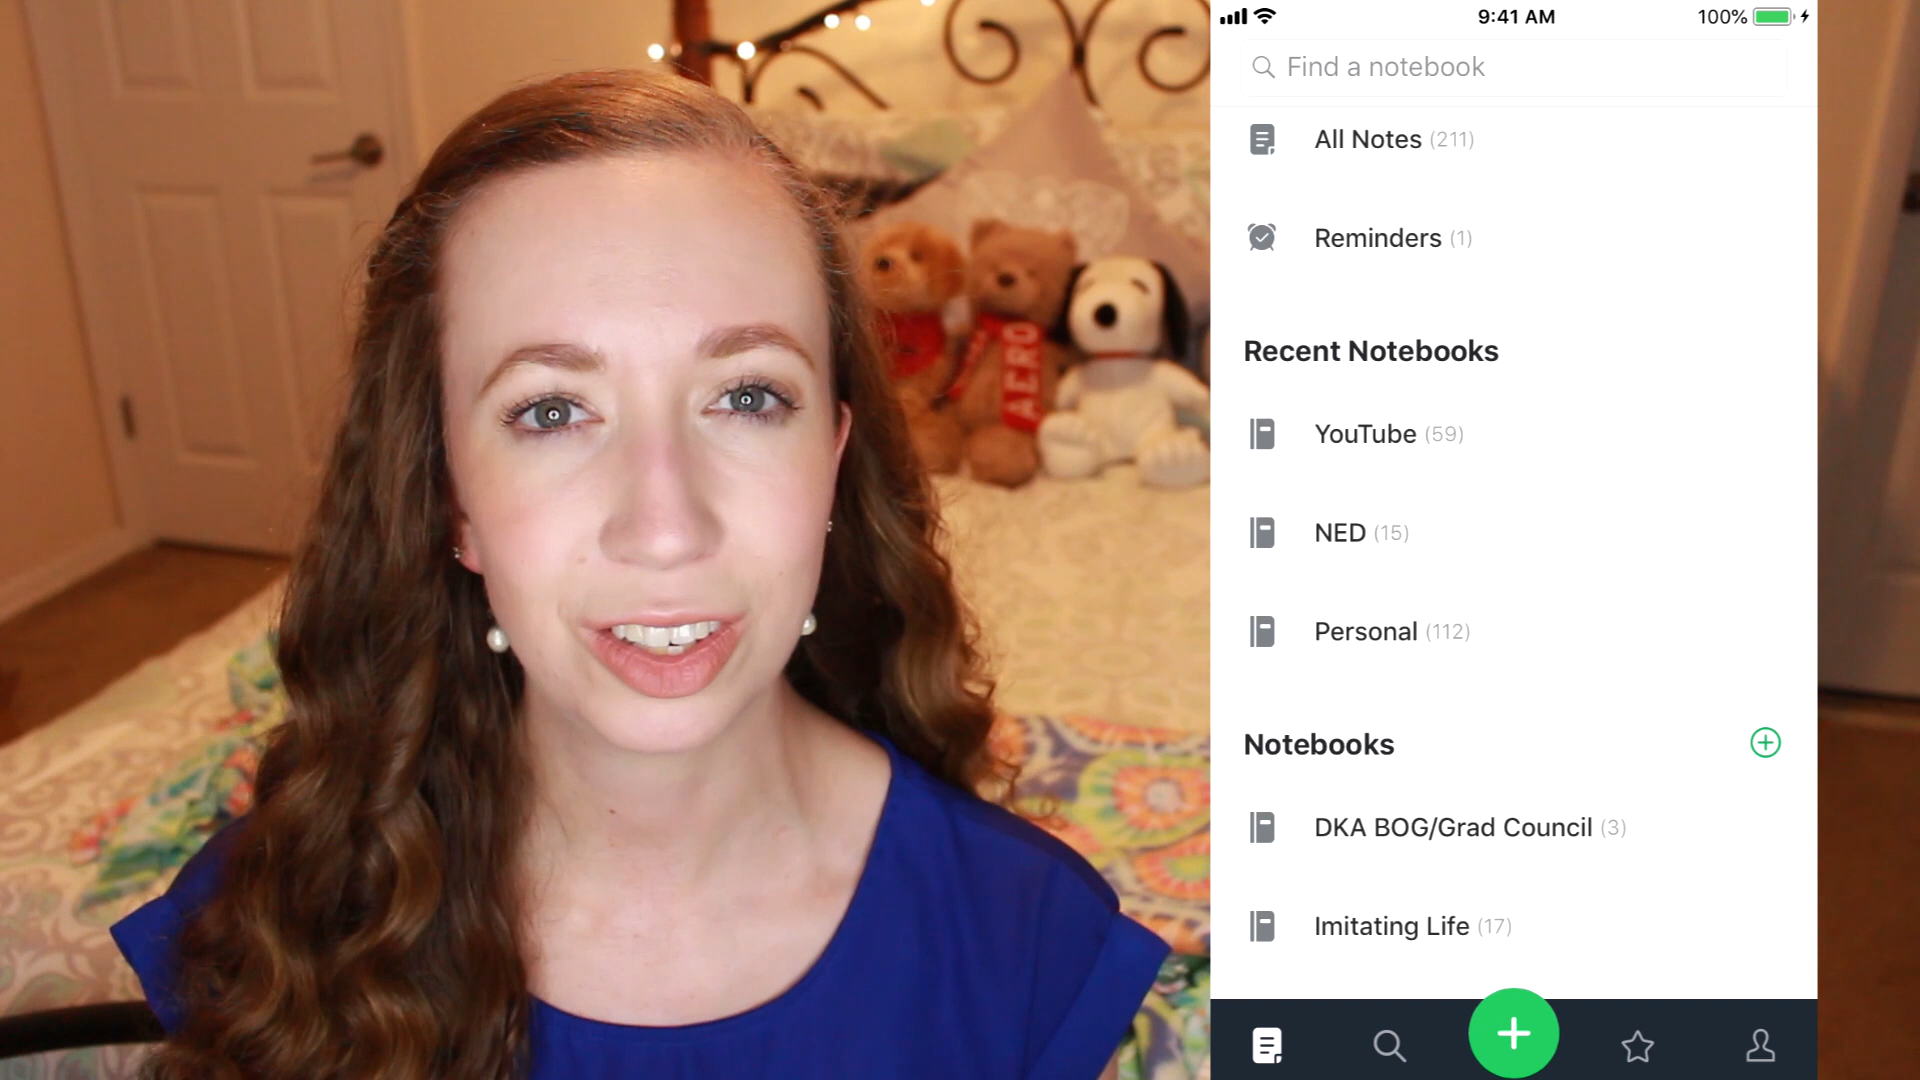 9:41 AM
100%
Find a notebook
All Notes (211)
Reminders (1)
Recent Notebooks
YouTube (59)
NED (15)
Personal (112)
Notebooks
DKA BOG/Grad Council (3)
Imitating Life (17)
AERO